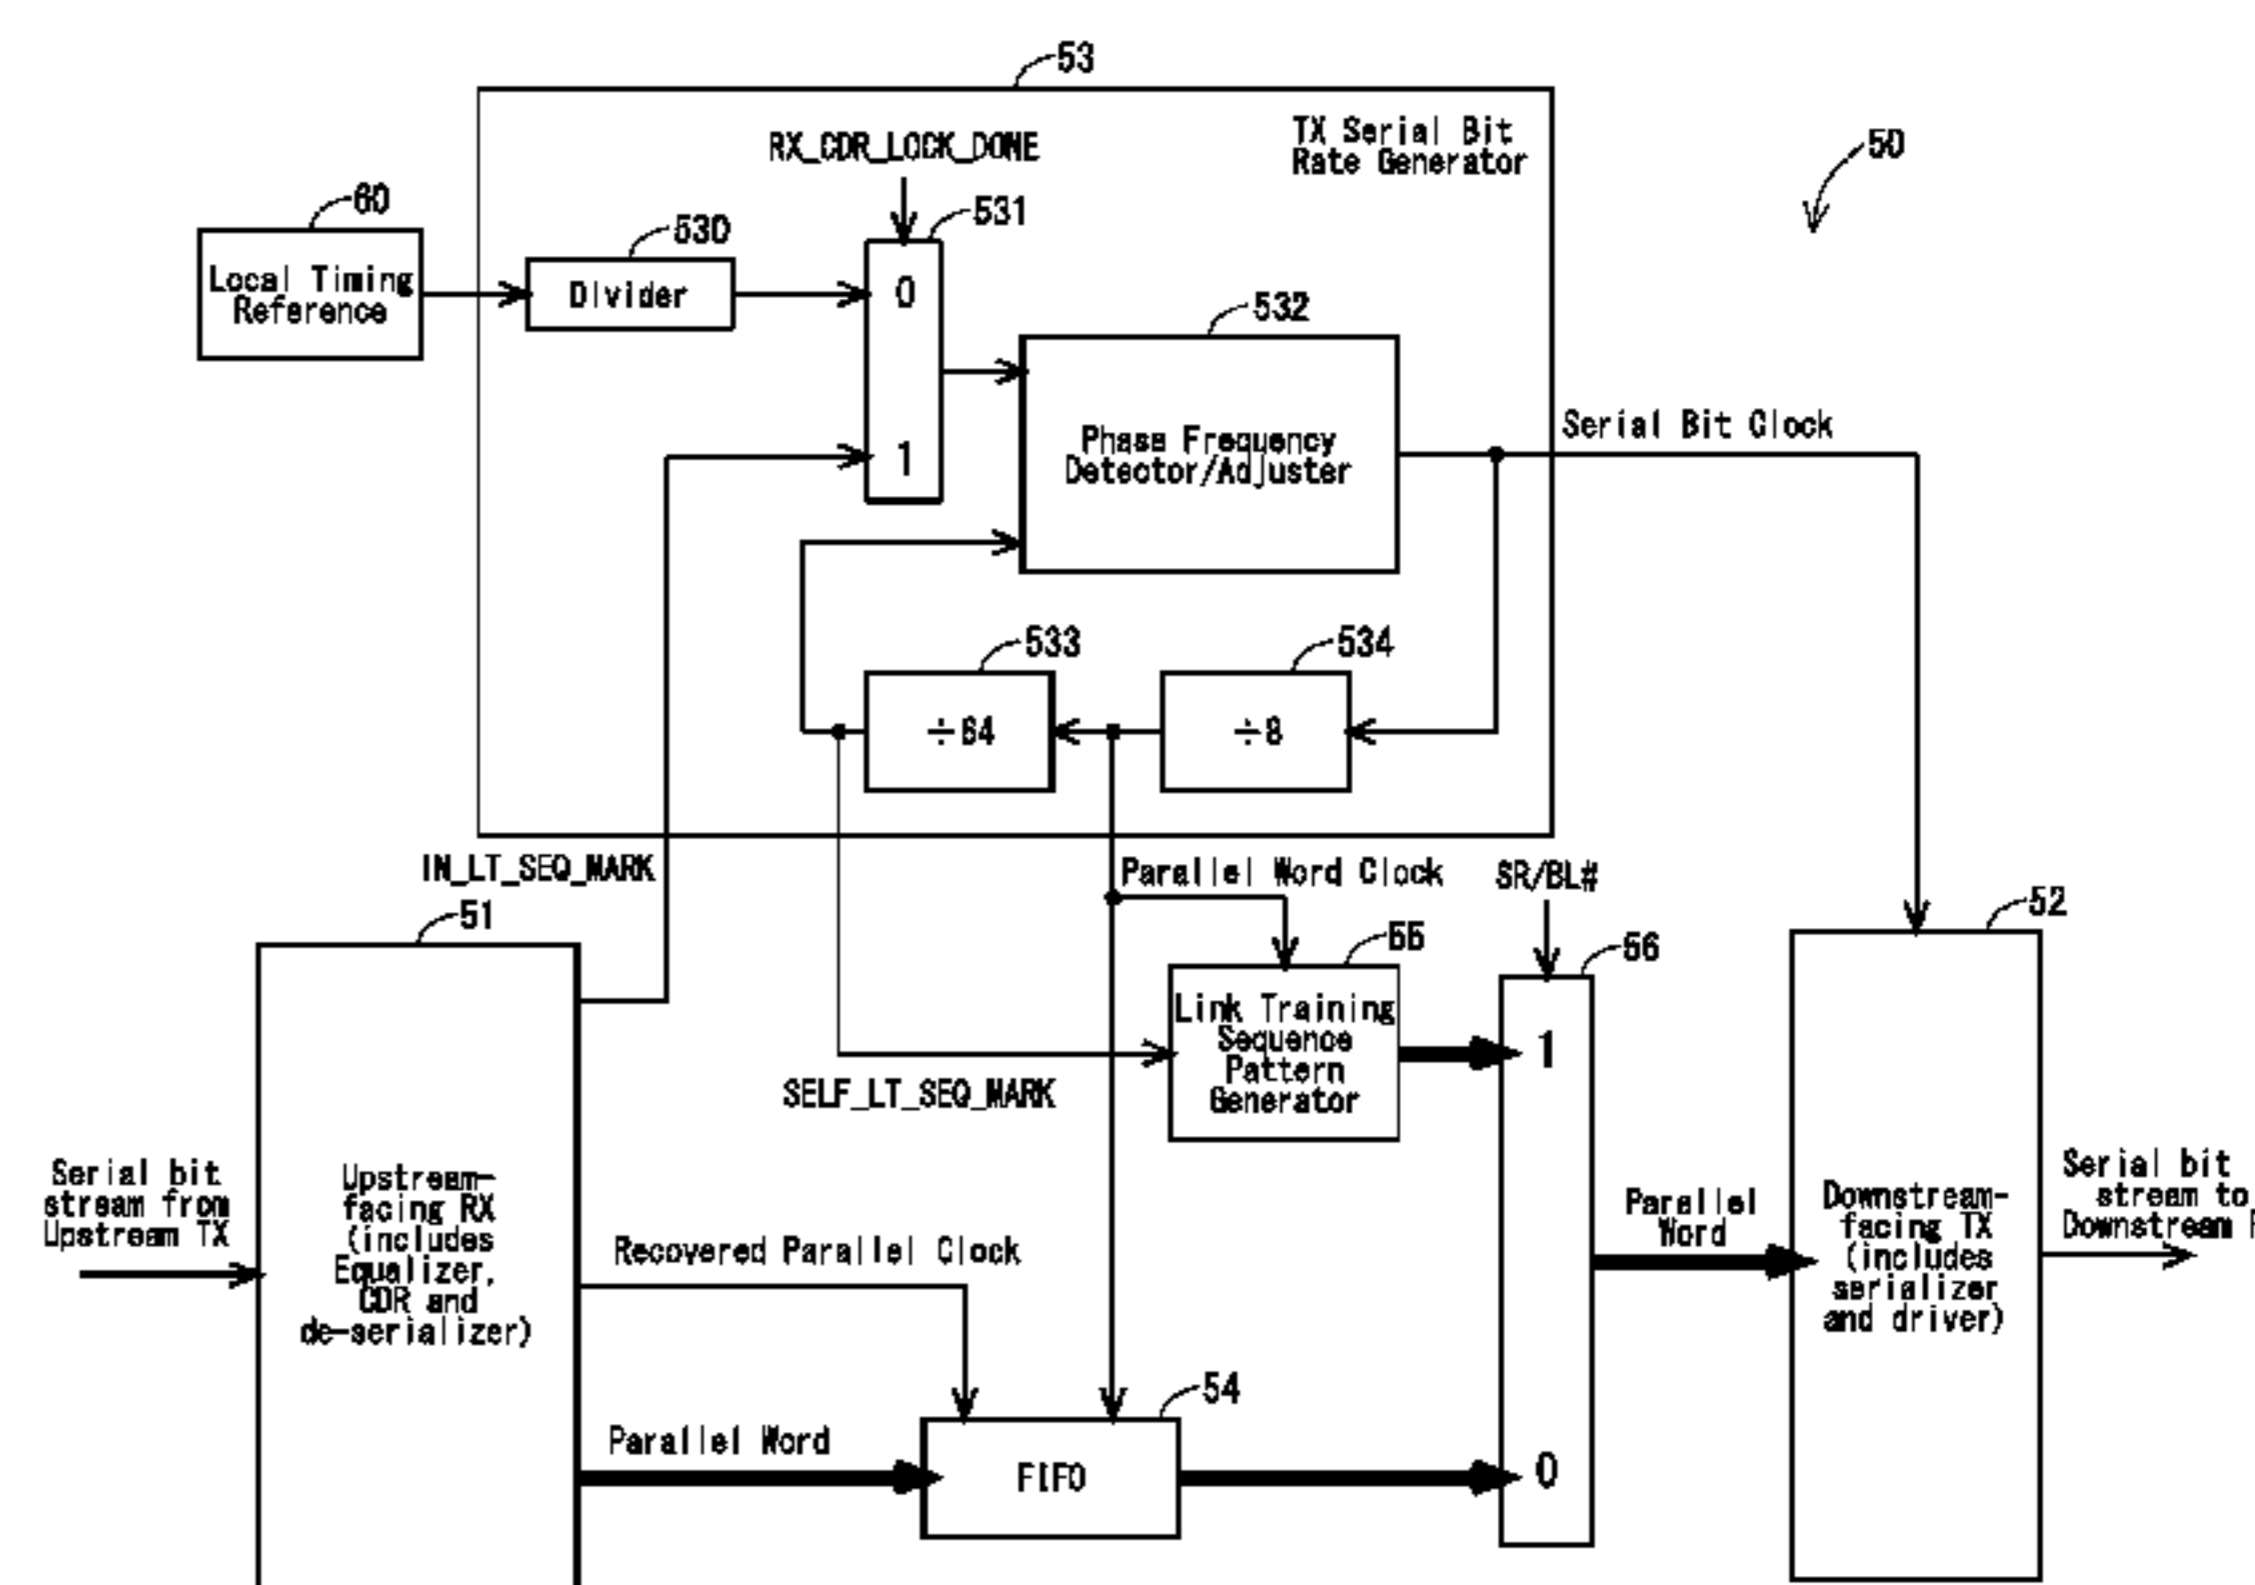 53
TX Serial Bit
Rate Generator
RX_CDR_LOCK_DONE
50
60
530
531
Local Timing
Reference
Divider
0
532
1
Phase Frequency
Detector/Adjuster
Serial Bit Clock
533
534
÷64
÷8
IN_LT_SEQ_MARK
Parallel Word Clock
SR/BL#
51
55
56
52
Link Training
Sequence
Pattern
Generator
1
SELF_LT_SEQ_MARK
Serial bit
stream from
Upstream TX
Upstream-
facing RX
(includes
Equalizer,
CDR and
de-serializer)
Recovered Parallel Clock
Parallel
Word
Downstream-
facing TX
(includes
serializer
and driver)
Serial bit
stream to
Downstream
54
Parallel Word
FIFO
0